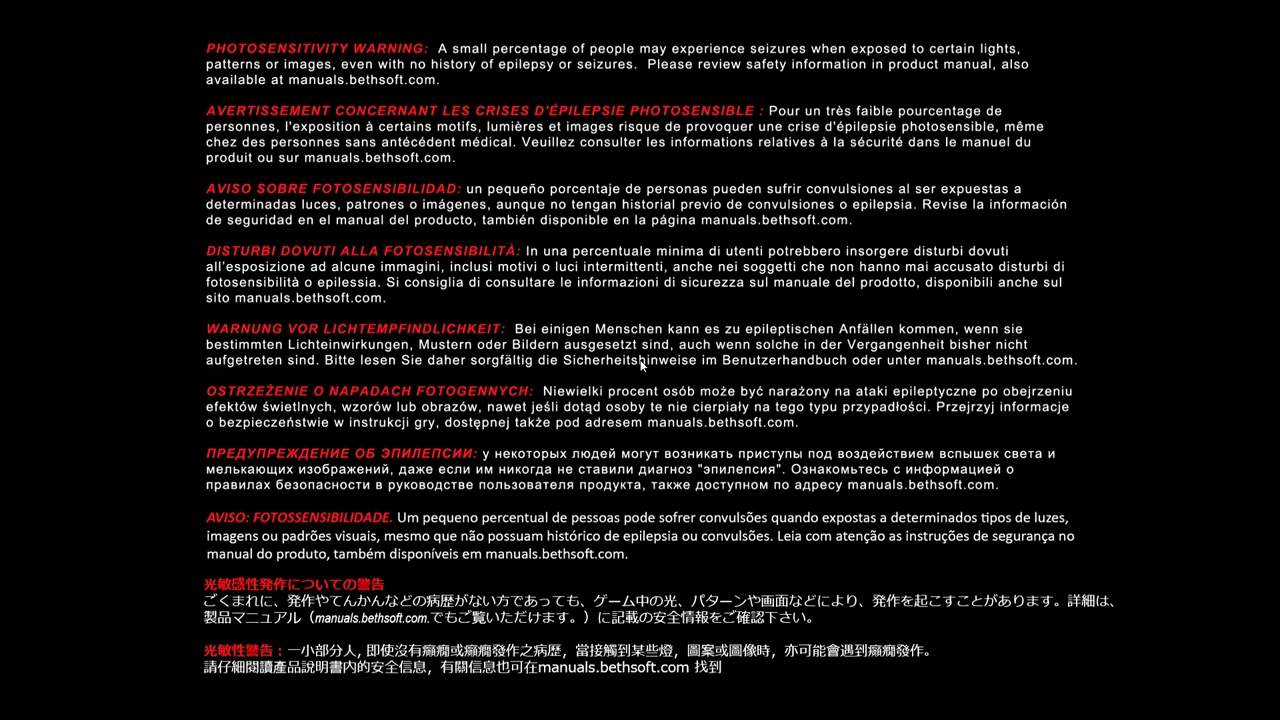 PHOTOSENSITIVITY WARNING: A small percentage of people may experience seizures when exposed to certain lights,
patterns or images, even with no history of epilepsy or seizures. Please review safety information in product manual, also
available at manuals.bethsoft.com.
AVERTISSEMENT CONCERNANT LES CRISES D'ÉPILEPSIE PHOTOSENSIBLE : Pour un très faible pourcentage de
personnes, l'exposition à certains motifs, lumières et images risque de provoquer une crise d'épilepsie photosensible, même
chez des personnes sans antécédent médical. Veuillez consulter les informations relatives à la sécurité dans le manuel du
produit ou sur manuals.bethsoft.com.
AVISO SOBRE FOTOSENSIBILIDAD: un pequeño porcentaje de personas pueden sufrir convulsiones al ser expuestas a
determinadas luces, patrones o imágenes, aunque no tengan historial previo de convulsiones o epilepsia. Revise la información
de seguridad en el manual del producto, también disponible en la página manuals.bethsoft.com.
DISTURBI DOVUTI ALLA FOTOSENSIBILITÀ: In una percentuale minima di utenti potrebbero insorgere disturbi dovuti
all'esposizione ad alcune immagini, inclusi motivi o luci intermittenti, anche nei soggetti che non hanno mai accusato disturbi di
fotosensibilità o epilessia. Si consiglia di consultare le informazioni di sicurezza sul manuale del prodotto, disponibili anche sul
sito manuals.bethsoft.com.
WARNUNG VOR LICHTEMPFINDLICHKEIT: Bei einigen Menschen kann es zu epileptischen Anfällen kommen, wenn sie
bestimmten Lichteinwirkungen, Mustern oder Bildern ausgesetzt sind, auch wenn solche in der Vergangenheit bisher nicht
aufgetreten sind. Bitte lesen Sie daher sorgfältig die Sicherheitshinweise im Benutzerhandbuch oder unter manuals.bethsoft.com.
OSTRZEŻENIE O NAPADACH FOTOGENNYCH: Niewielki procent osób może być narażony na ataki epileptyczne po obejrzeniu
efektów świetlnych, wzorów lub obrazów, nawet jeśli dotąd osoby te nie cierpiały na tego typu przypadłości. Przejrzyj informacje
o bezpieczeństwie w instrukcji gry, dostępnej także pod adresem manuals.bethsoft.com.
ПРЕДУПРЕЖДЕНИЕ ОБ ЭПИЛЕПСИИ: у некоторых людей могут возникать приступы под воздействием вспышек света и
мелькающих изображений, даже если им никогда не ставили диагноз "эпилепсия". Ознакомьтесь с информацией о
правилах безопасности в руководстве пользователя продукта, также доступном по адресу manuals.bethsoft.com.
AVISO: FOTOSSENSIBILIDADE. Um pequeno percentual de pessoas pode sofrer convulsões quando expostas a determinados tipos de luzes,
imagens ou padrões visuais, mesmo que não possuam histórico de epilepsia ou convulsões. Leia com atenção as instruções de segurança no
manual do produto, também disponíveis em manuals.bethsoft.com.
光敏感性発作についての警告
ごくまれに、発作やてんかんなどの病歴がない方であっても、ゲーム中の光、パターンや画面などにより、発作を起こすことがあります。詳細は、
製品マニュアル（manuals.bethsoft.com.でもご覧いただけます。）に記載の安全情報をご確認下さい。
光敏性警告：一小部分人，即使沒有癲癇或癲癇發作之病歷，當接觸到某些燈，圖案或圖像時，亦可能會遇到癲癇發作。
請仔細閱讀產品說明書內的安全信息，有關信息也可在manuals.bethsoft.com 找到